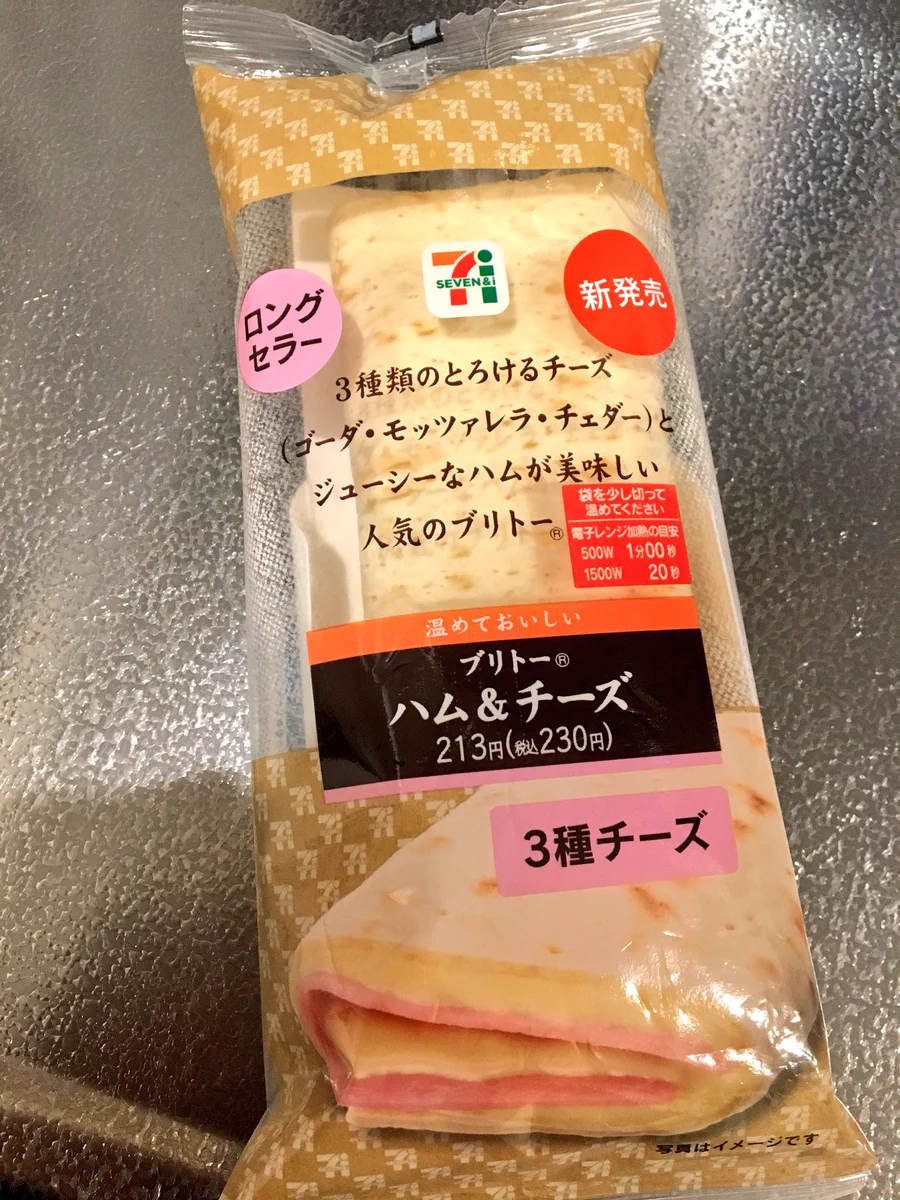 SEVEN&i
ロング
セラー
新発売
3種類のとろけるチーズ
(ゴーダ・モッツァレラ・チェダー)と
ジューシーなハムが美味しい
人気のブリトー®
袋を少し切って
温めてください
電子レンジ加熱の目安
500W 1分00秒
1500W 20秒
温めておいしい
ブリトー®
ハム&チーズ
213円(税込230円)
3種チーズ
写真はイメージです